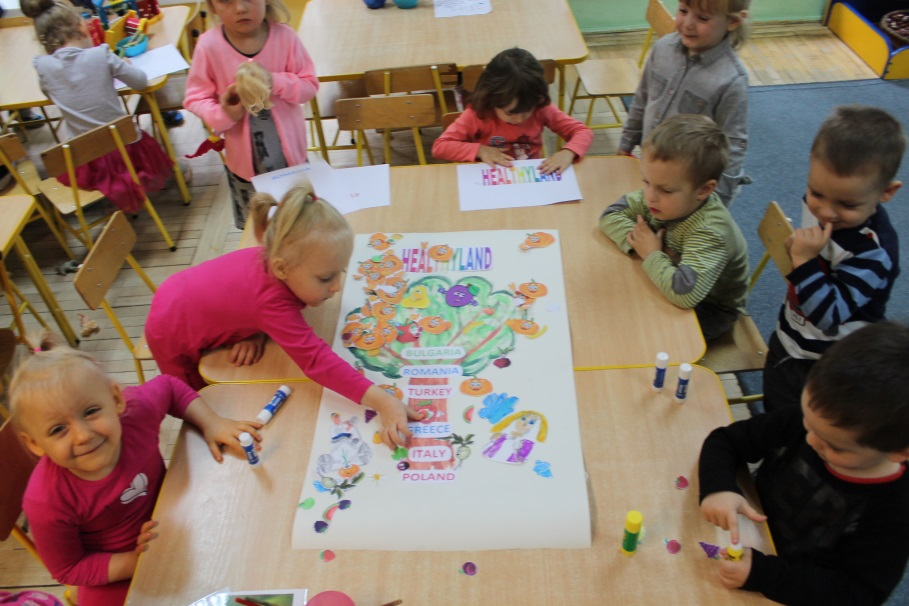 HEALTHYLAND
HEALTHYLAND
BULGARIA
ROMANIA
TURKEY
GREECE
ITALY
POLAND